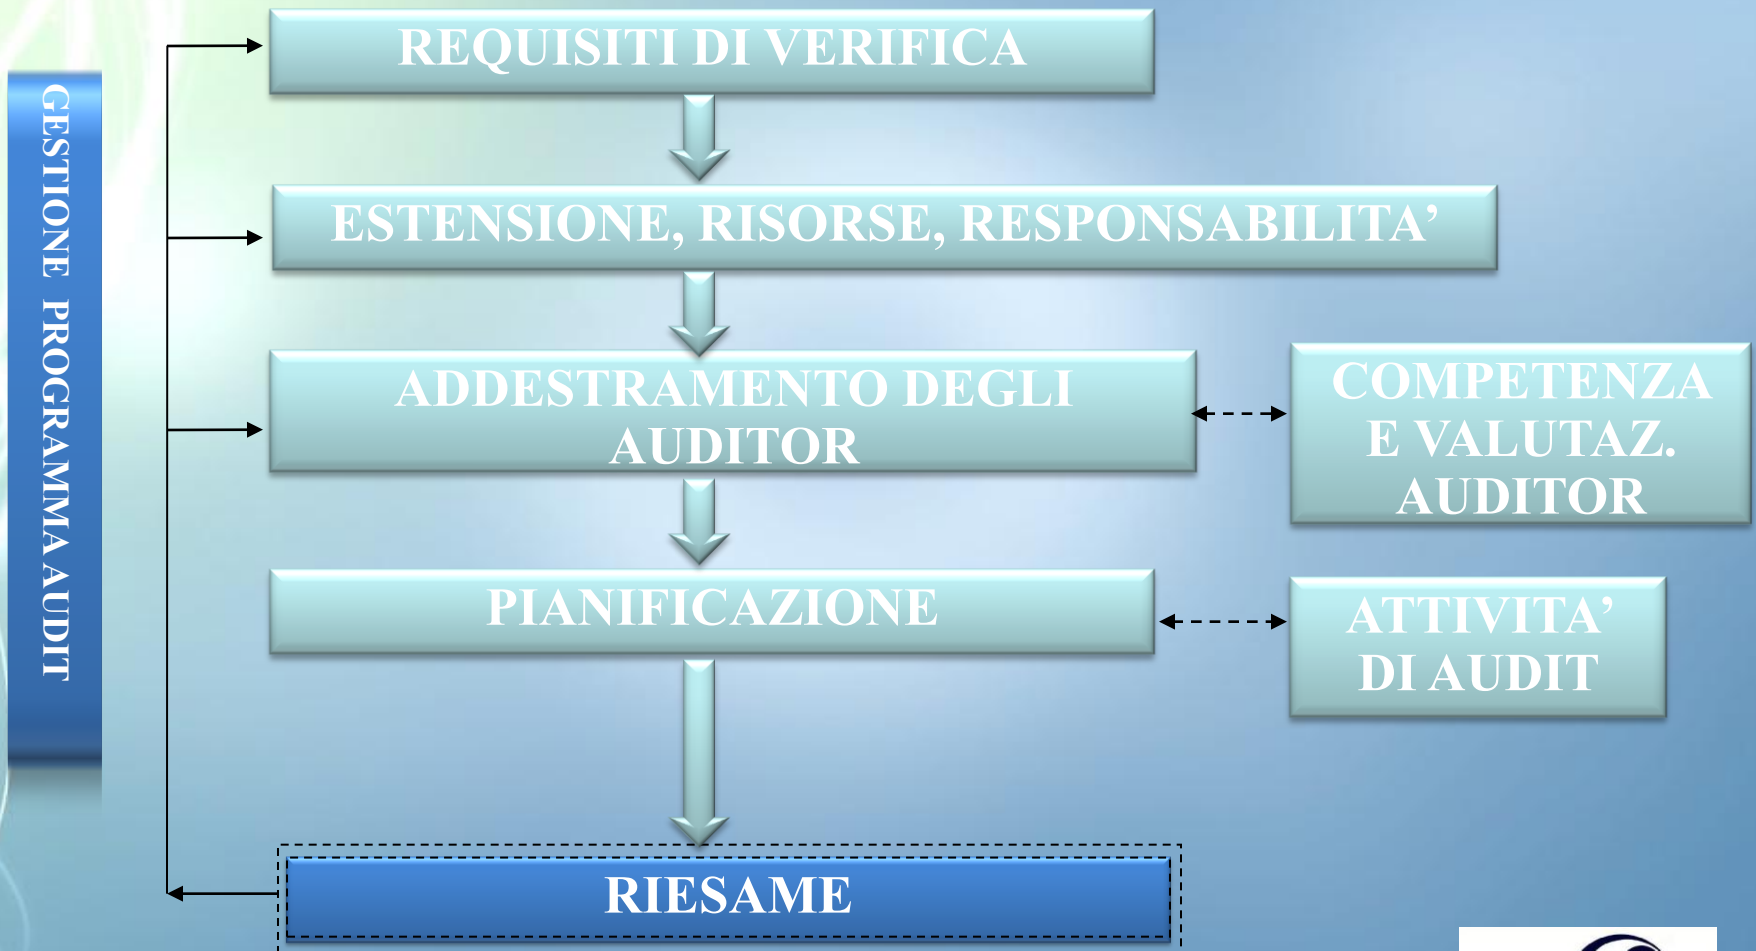 GESTIONE PROGRAMMA AUDIT
REQUISITI DI VERIFICA
ESTENSIONE, RISORSE, RESPONSABILITA’
ADDESTRAMENTO DEGLI
AUDITOR
COMPETENZA
E VALUTAZ.
AUDITOR
PIANIFICAZIONE
ATTIVITA’
DI AUDIT
RIESAME